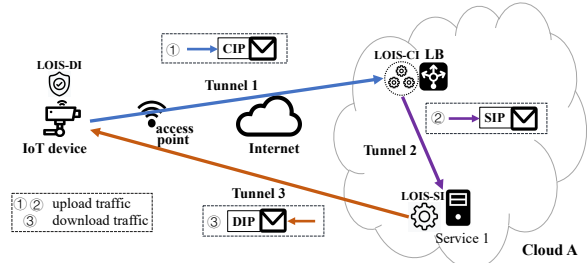 ① CIP
LOIS-DI
LOIS-CI LB
Tunnel 1
② SIP
access
point
IoT device
Internet
Tunnel 2
Tunnel 3
LOIS-SI
① ② upload traffic
③ download traffic
③ DIP
Service 1
Cloud A